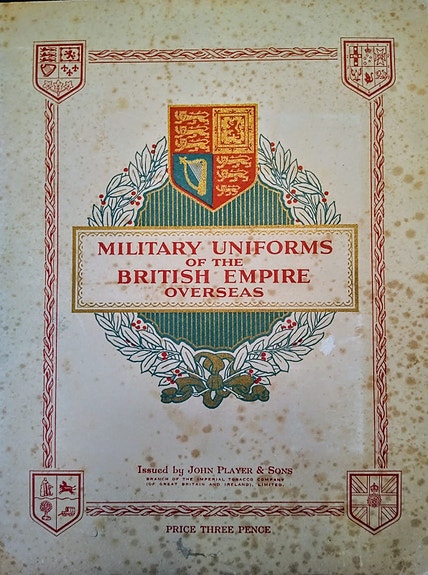 MILITARY UNIFORMS
OF THE
BRITISH EMPIRE
OVERSEAS
Issued by JOHN PLAYER & SONS
BRANCH OF THE IMPERIAL TOBACCO COMPANY
(OF GREAT BRITAIN AND IRELAND), LIMITED.
PRICE THREE PENCE